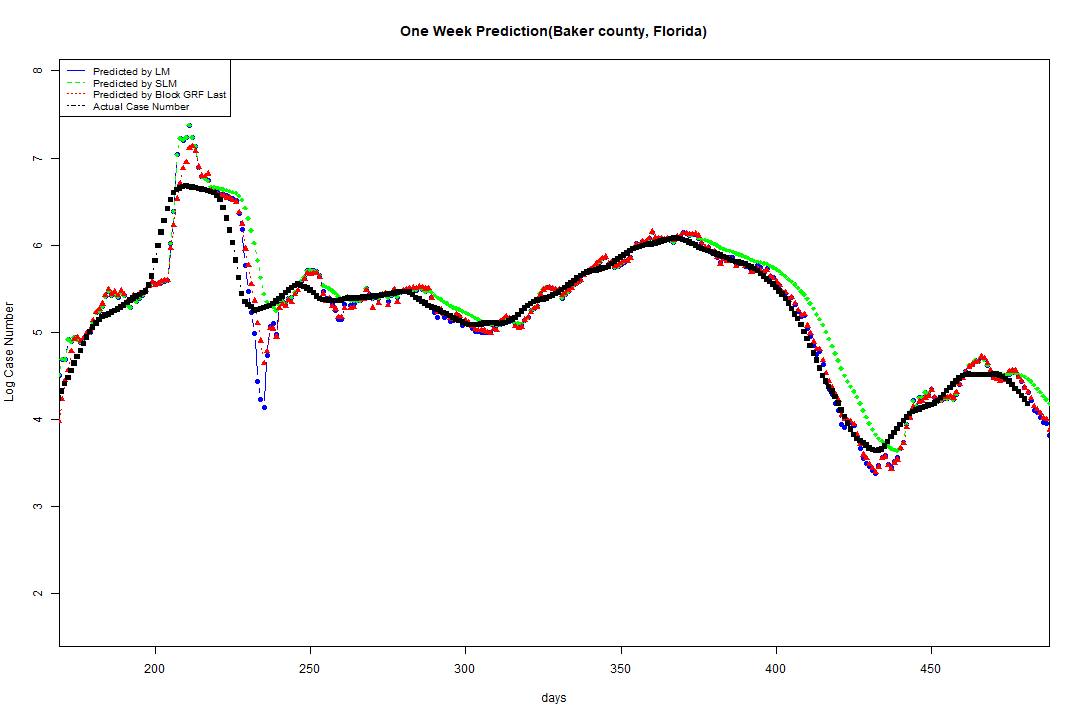 One Week Prediction(Baker county, Florida)
Predicted by LM
Predicted by SLM
Predicted by Block GRF Last
Actual Case Number
8
7
6
5
4
3
2
Log Case Number
200 250 300 350 400 450
days